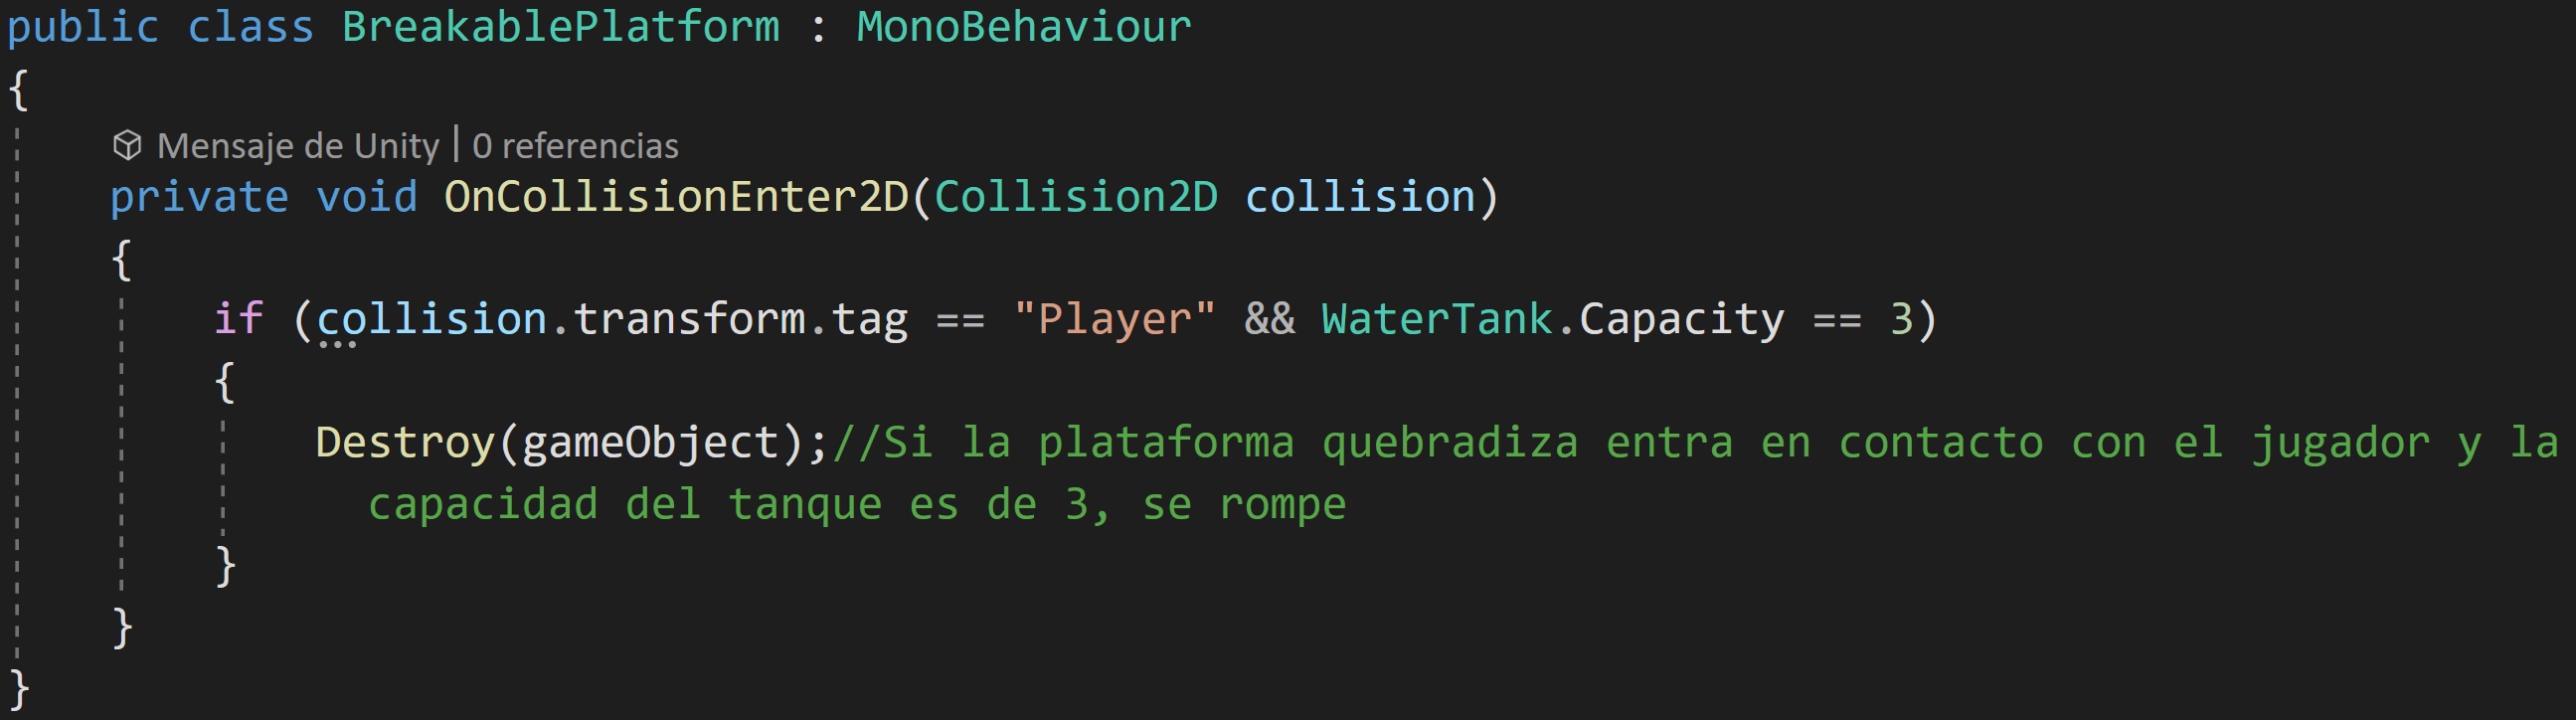 public class BreakablePlatform : MonoBehaviour
{
Mensaje de Unity | 0 referencias
private void OnCollisionEnter2D(Collision2D collision)
{
if (collision.transform.tag == "Player" && WaterTank.Capacity == 3)
{
Destroy(gameObject);//Si la plataforma quebradiza entra en contacto con el jugador y la
capacidad del tanque es de 3, se rompe
}
}
}